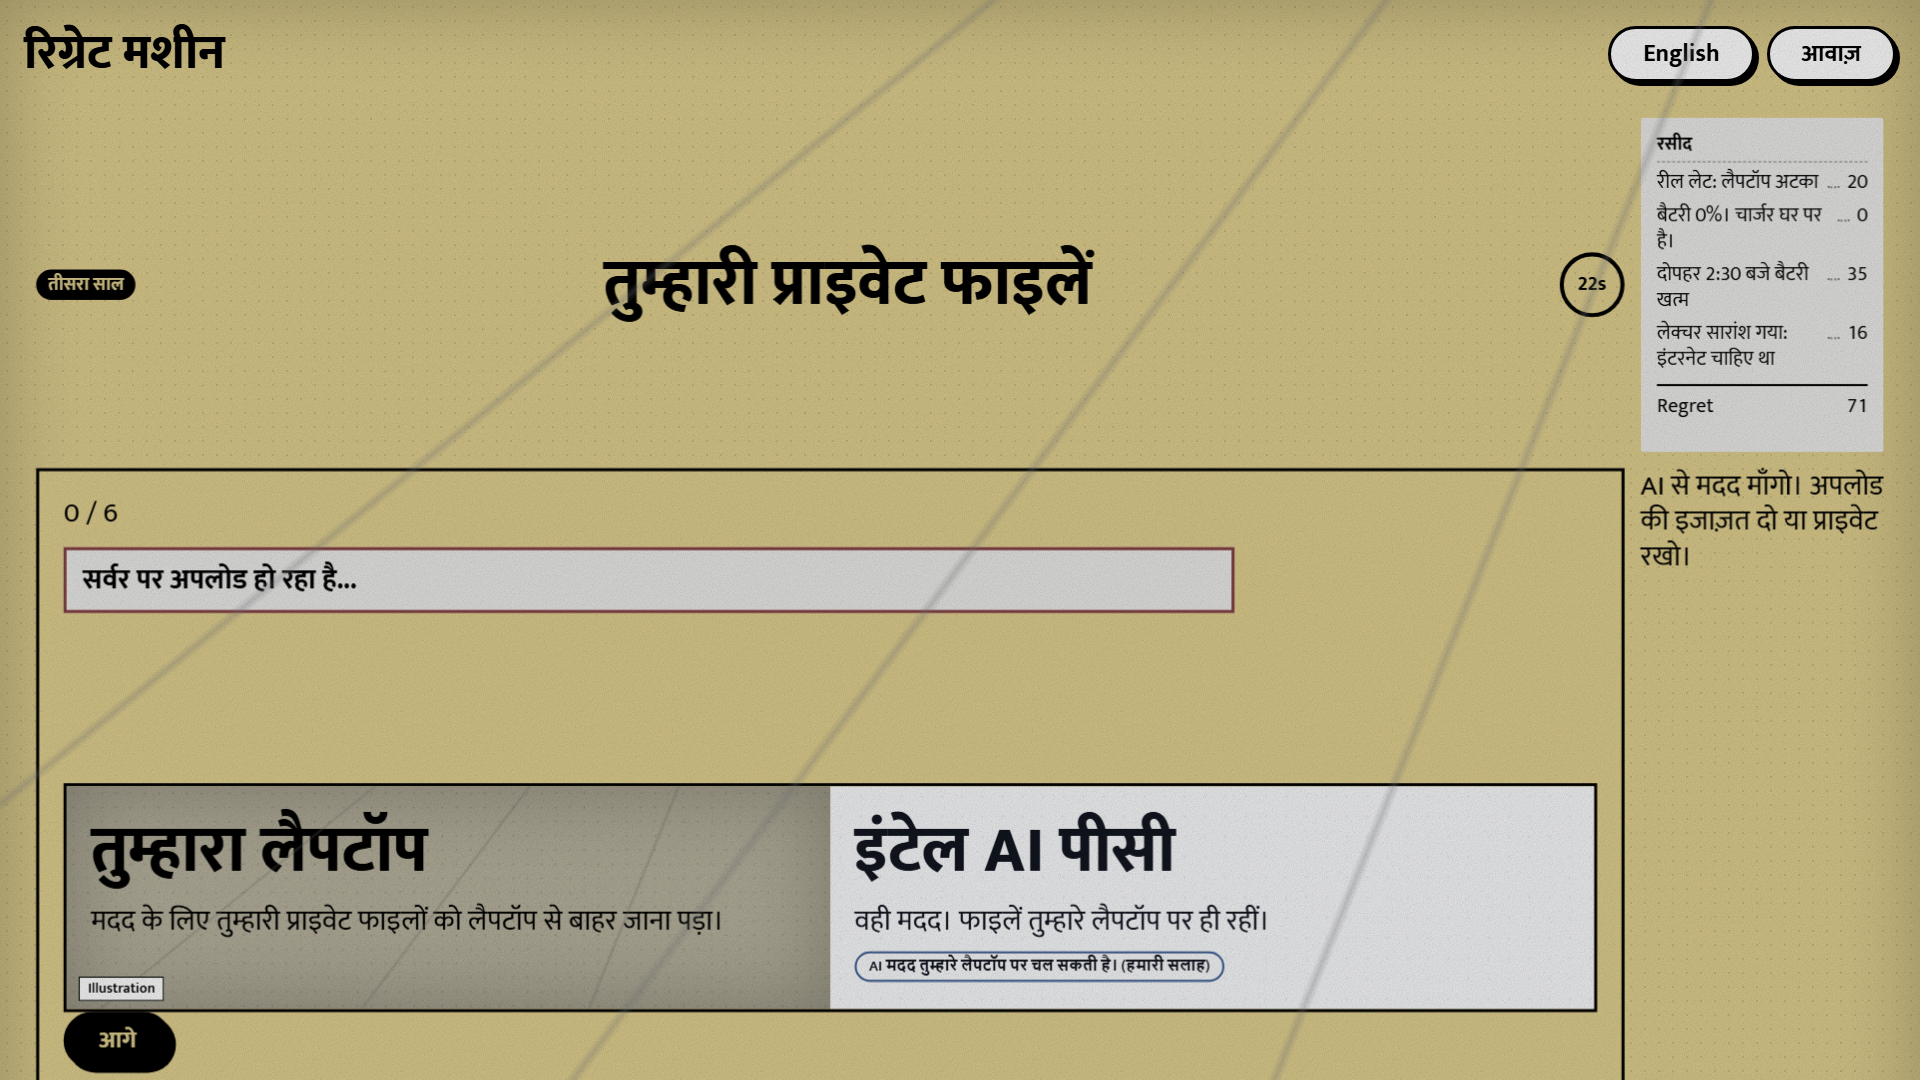 रिग्रेट मशीन
English
आवाज़
तीसरा साल
तुम्हारी प्राइवेट फाइलें
22s
रसीद
रील लेट: लैपटॉप अटका .... 20
बैटरी 0%। चार्जर घर पर .... 0
है।
दोपहर 2:30 बजे बैटरी .... 35
खत्म
लेक्चर सारांश गया: .... 16
इंटरनेट चाहिए था
Regret 71
AI से मदद माँगो। अपलोड
की इजाज़त दो या प्राइवेट
रखो।
0 / 6
सर्वर पर अपलोड हो रहा है...
तुम्हारा लैपटॉप
मदद के लिए तुम्हारी प्राइवेट फाइलों को लैपटॉप से बाहर जाना पड़ा।
Illustration
इंटेल AI पीसी
वही मदद। फाइलें तुम्हारे लैपटॉप पर ही रहीं।
AI मदद तुम्हारे लैपटॉप पर चल सकती है। (हमारी सलाह)
आगे